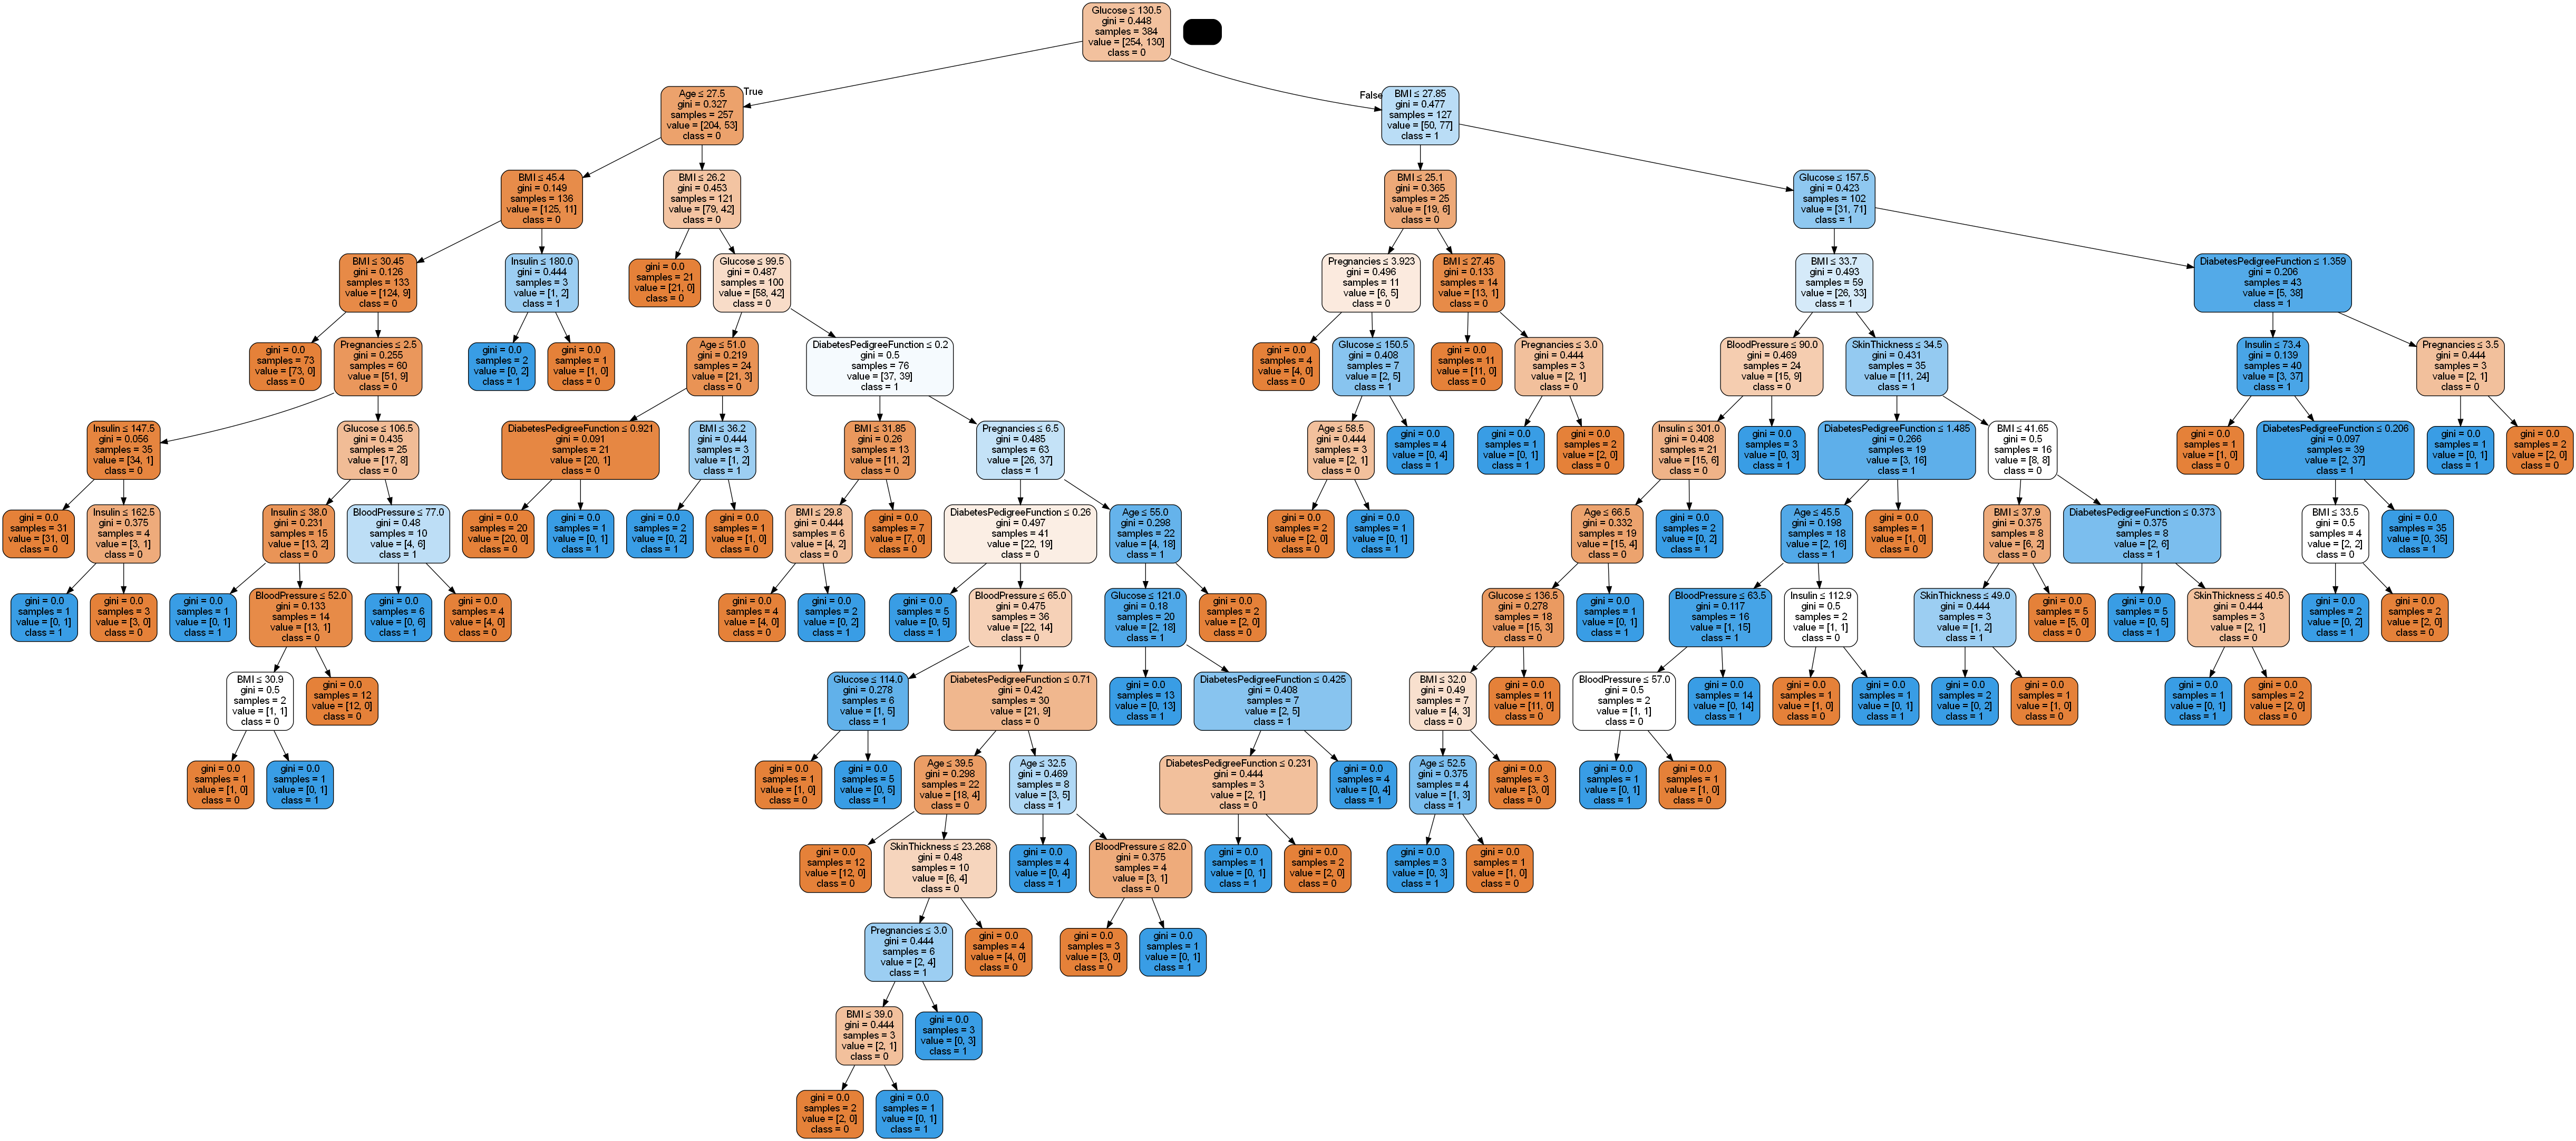 Glucose ≤ 130.5
gini = 0.448
samples = 384
value = [254, 130]
class = 0
True
False
Age ≤ 27.5
gini = 0.327
samples = 257
value = [204, 53]
class = 0
BMI ≤ 27.85
gini = 0.477
samples = 127
value = [50, 77]
class = 1
BMI ≤ 45.4
gini = 0.149
samples = 136
value = [125, 11]
class = 0
BMI ≤ 26.2
gini = 0.453
samples = 121
value = [79, 42]
class = 0
BMI ≤ 25.1
gini = 0.365
samples = 25
value = [19, 6]
class = 0
Glucose ≤ 157.5
gini = 0.423
samples = 102
value = [31, 71]
class = 1
BMI ≤ 30.45
gini = 0.126
samples = 133
value = [124, 9]
class = 0
Insulin ≤ 180.0
gini = 0.444
samples = 3
value = [1, 2]
class = 1
gini = 0.0
samples = 21
value = [21, 0]
class = 0
Glucose ≤ 99.5
gini = 0.487
samples = 100
value = [58, 42]
class = 0
Pregnancies ≤ 3.923
gini = 0.496
samples = 11
value = [6, 5]
class = 0
BMI ≤ 27.45
gini = 0.133
samples = 14
value = [13, 1]
class = 0
BMI ≤ 33.7
gini = 0.493
samples = 59
value = [26, 33]
class = 1
DiabetesPedigreeFunction ≤ 1.359
gini = 0.206
samples = 43
value = [5, 38]
class = 1
gini = 0.0
samples = 73
value = [73, 0]
class = 0
Pregnancies ≤ 2.5
gini = 0.255
samples = 60
value = [51, 9]
class = 0
gini = 0.0
samples = 2
value = [0, 2]
class = 1
gini = 0.0
samples = 1
value = [1, 0]
class = 0
Age ≤ 51.0
gini = 0.219
samples = 24
value = [21, 3]
class = 0
DiabetesPedigreeFunction ≤ 0.2
gini = 0.5
samples = 76
value = [37, 39]
class = 1
gini = 0.0
samples = 4
value = [4, 0]
class = 0
Glucose ≤ 150.5
gini = 0.408
samples = 7
value = [2, 5]
class = 1
gini = 0.0
samples = 11
value = [11, 0]
class = 0
Pregnancies ≤ 3.0
gini = 0.444
samples = 3
value = [2, 1]
class = 0
BloodPressure ≤ 90.0
gini = 0.469
samples = 24
value = [15, 9]
class = 0
SkinThickness ≤ 34.5
gini = 0.431
samples = 35
value = [11, 24]
class = 1
Insulin ≤ 73.4
gini = 0.139
samples = 40
value = [3, 37]
class = 1
Pregnancies ≤ 3.5
gini = 0.444
samples = 3
value = [2, 1]
class = 0
Insulin ≤ 147.5
gini = 0.056
samples = 35
value = [34, 1]
class = 0
Glucose ≤ 106.5
gini = 0.435
samples = 25
value = [17, 8]
class = 0
DiabetesPedigreeFunction ≤ 0.921
gini = 0.091
samples = 21
value = [20, 1]
class = 0
BMI ≤ 36.2
gini = 0.444
samples = 3
value = [1, 2]
class = 1
BMI ≤ 31.85
gini = 0.26
samples = 13
value = [11, 2]
class = 0
Pregnancies ≤ 6.5
gini = 0.485
samples = 63
value = [26, 37]
class = 1
Age ≤ 58.5
gini = 0.444
samples = 3
value = [2, 1]
class = 0
gini = 0.0
samples = 4
value = [0, 4]
class = 1
gini = 0.0
samples = 1
value = [0, 1]
class = 1
gini = 0.0
samples = 2
value = [2, 0]
class = 0
Insulin ≤ 301.0
gini = 0.408
samples = 21
value = [15, 6]
class = 0
gini = 0.0
samples = 3
value = [0, 3]
class = 1
DiabetesPedigreeFunction ≤ 1.485
gini = 0.266
samples = 19
value = [3, 16]
class = 1
BMI ≤ 41.65
gini = 0.5
samples = 16
value = [8, 8]
class = 0
gini = 0.0
samples = 1
value = [1, 0]
class = 0
DiabetesPedigreeFunction ≤ 0.206
gini = 0.097
samples = 39
value = [2, 37]
class = 1
gini = 0.0
samples = 1
value = [0, 1]
class = 1
gini = 0.0
samples = 2
value = [2, 0]
class = 0
gini = 0.0
samples = 31
value = [31, 0]
class = 0
Insulin ≤ 162.5
gini = 0.375
samples = 4
value = [3, 1]
class = 0
Insulin ≤ 38.0
gini = 0.231
samples = 15
value = [13, 2]
class = 0
BloodPressure ≤ 77.0
gini = 0.48
samples = 10
value = [4, 6]
class = 1
gini = 0.0
samples = 20
value = [20, 0]
class = 0
gini = 0.0
samples = 1
value = [0, 1]
class = 1
gini = 0.0
samples = 2
value = [0, 2]
class = 1
gini = 0.0
samples = 1
value = [1, 0]
class = 0
BMI ≤ 29.8
gini = 0.444
samples = 6
value = [4, 2]
class = 0
gini = 0.0
samples = 7
value = [7, 0]
class = 0
DiabetesPedigreeFunction ≤ 0.26
gini = 0.497
samples = 41
value = [22, 19]
class = 0
Age ≤ 55.0
gini = 0.298
samples = 22
value = [4, 18]
class = 1
gini = 0.0
samples = 2
value = [2, 0]
class = 0
gini = 0.0
samples = 1
value = [0, 1]
class = 1
Age ≤ 66.5
gini = 0.332
samples = 19
value = [15, 4]
class = 0
gini = 0.0
samples = 2
value = [0, 2]
class = 1
Age ≤ 45.5
gini = 0.198
samples = 18
value = [2, 16]
class = 1
gini = 0.0
samples = 1
value = [1, 0]
class = 0
BMI ≤ 37.9
gini = 0.375
samples = 8
value = [6, 2]
class = 0
DiabetesPedigreeFunction ≤ 0.373
gini = 0.375
samples = 8
value = [2, 6]
class = 1
BMI ≤ 33.5
gini = 0.5
samples = 4
value = [2, 2]
class = 0
gini = 0.0
samples = 35
value = [0, 35]
class = 1
gini = 0.0
samples = 1
value = [0, 1]
class = 1
gini = 0.0
samples = 3
value = [3, 0]
class = 0
gini = 0.0
samples = 1
value = [0, 1]
class = 1
BloodPressure ≤ 52.0
gini = 0.133
samples = 14
value = [13, 1]
class = 0
gini = 0.0
samples = 6
value = [0, 6]
class = 1
gini = 0.0
samples = 4
value = [4, 0]
class = 0
gini = 0.0
samples = 4
value = [4, 0]
class = 0
gini = 0.0
samples = 2
value = [0, 2]
class = 1
gini = 0.0
samples = 5
value = [0, 5]
class = 1
BloodPressure ≤ 65.0
gini = 0.475
samples = 36
value = [22, 14]
class = 0
Glucose ≤ 121.0
gini = 0.18
samples = 20
value = [2, 18]
class = 1
gini = 0.0
samples = 2
value = [2, 0]
class = 0
Glucose ≤ 136.5
gini = 0.278
samples = 18
value = [15, 3]
class = 0
gini = 0.0
samples = 1
value = [0, 1]
class = 1
BloodPressure ≤ 63.5
gini = 0.117
samples = 16
value = [1, 15]
class = 1
Insulin ≤ 112.9
gini = 0.5
samples = 2
value = [1, 1]
class = 0
SkinThickness ≤ 49.0
gini = 0.444
samples = 3
value = [1, 2]
class = 1
gini = 0.0
samples = 5
value = [5, 0]
class = 0
gini = 0.0
samples = 5
value = [0, 5]
class = 1
SkinThickness ≤ 40.5
gini = 0.444
samples = 3
value = [2, 1]
class = 0
gini = 0.0
samples = 2
value = [0, 2]
class = 1
gini = 0.0
samples = 2
value = [2, 0]
class = 0
BMI ≤ 30.9
gini = 0.5
samples = 2
value = [1, 1]
class = 0
gini = 0.0
samples = 12
value = [12, 0]
class = 0
Glucose ≤ 114.0
gini = 0.278
samples = 6
value = [1, 5]
class = 1
DiabetesPedigreeFunction ≤ 0.71
gini = 0.42
samples = 30
value = [21, 9]
class = 0
gini = 0.0
samples = 13
value = [0, 13]
class = 1
DiabetesPedigreeFunction ≤ 0.425
gini = 0.408
samples = 7
value = [2, 5]
class = 1
BMI ≤ 32.0
gini = 0.49
samples = 7
value = [4, 3]
class = 0
gini = 0.0
samples = 11
value = [11, 0]
class = 0
BloodPressure ≤ 57.0
gini = 0.5
samples = 2
value = [1, 1]
class = 0
gini = 0.0
samples = 14
value = [0, 14]
class = 1
gini = 0.0
samples = 1
value = [1, 0]
class = 0
gini = 0.0
samples = 1
value = [0, 1]
class = 1
gini = 0.0
samples = 2
value = [0, 2]
class = 1
gini = 0.0
samples = 1
value = [1, 0]
class = 0
gini = 0.0
samples = 1
value = [0, 1]
class = 1
gini = 0.0
samples = 2
value = [2, 0]
class = 0
gini = 0.0
samples = 1
value = [1, 0]
class = 0
gini = 0.0
samples = 1
value = [0, 1]
class = 1
gini = 0.0
samples = 1
value = [1, 0]
class = 0
gini = 0.0
samples = 5
value = [0, 5]
class = 1
Age ≤ 39.5
gini = 0.298
samples = 22
value = [18, 4]
class = 0
Age ≤ 32.5
gini = 0.469
samples = 8
value = [3, 5]
class = 1
DiabetesPedigreeFunction ≤ 0.231
gini = 0.444
samples = 3
value = [2, 1]
class = 0
gini = 0.0
samples = 4
value = [0, 4]
class = 1
Age ≤ 52.5
gini = 0.375
samples = 4
value = [1, 3]
class = 1
gini = 0.0
samples = 3
value = [3, 0]
class = 0
gini = 0.0
samples = 1
value = [0, 1]
class = 1
gini = 0.0
samples = 1
value = [1, 0]
class = 0
gini = 0.0
samples = 12
value = [12, 0]
class = 0
SkinThickness ≤ 23.268
gini = 0.48
samples = 10
value = [6, 4]
class = 0
gini = 0.0
samples = 4
value = [0, 4]
class = 1
BloodPressure ≤ 82.0
gini = 0.375
samples = 4
value = [3, 1]
class = 0
gini = 0.0
samples = 1
value = [0, 1]
class = 1
gini = 0.0
samples = 2
value = [2, 0]
class = 0
gini = 0.0
samples = 3
value = [0, 3]
class = 1
gini = 0.0
samples = 1
value = [1, 0]
class = 0
Pregnancies ≤ 3.0
gini = 0.444
samples = 6
value = [2, 4]
class = 1
gini = 0.0
samples = 4
value = [4, 0]
class = 0
gini = 0.0
samples = 3
value = [3, 0]
class = 0
gini = 0.0
samples = 1
value = [0, 1]
class = 1
BMI ≤ 39.0
gini = 0.444
samples = 3
value = [2, 1]
class = 0
gini = 0.0
samples = 3
value = [0, 3]
class = 1
gini = 0.0
samples = 2
value = [2, 0]
class = 0
gini = 0.0
samples = 1
value = [0, 1]
class = 1